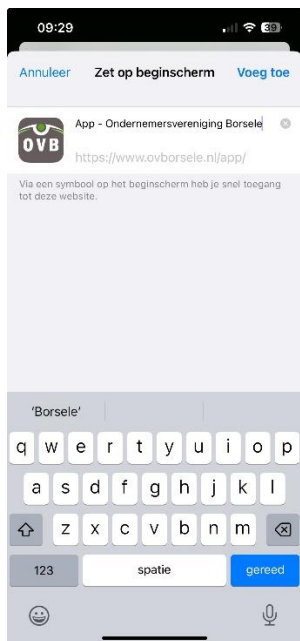 09:29
39
Annuleer Zet op beginscherm Voeg toe
OVB
App - Ondernemersvereniging Borsele
https://www.ovborsele.nl/app/
Via een symbool op het beginscherm heb je snel toegang
tot deze website.
'Borsele'
q w e r t y u i o p
a s d f g h j k l
z x c v b n m
123 spatie gereed